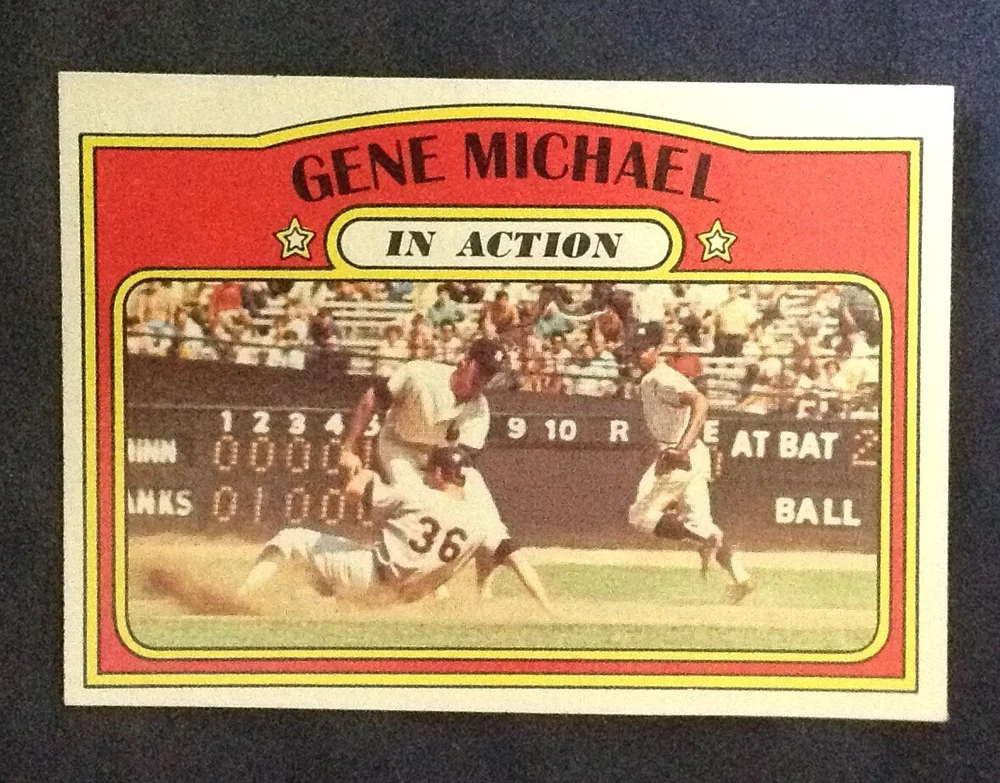 GENE MICHAEL
IN ACTION
1 2 3 4 5 9 10 R E AT BAT 2
INN 0 0 0 0
ANKS 0 1 0 0 BALL
36